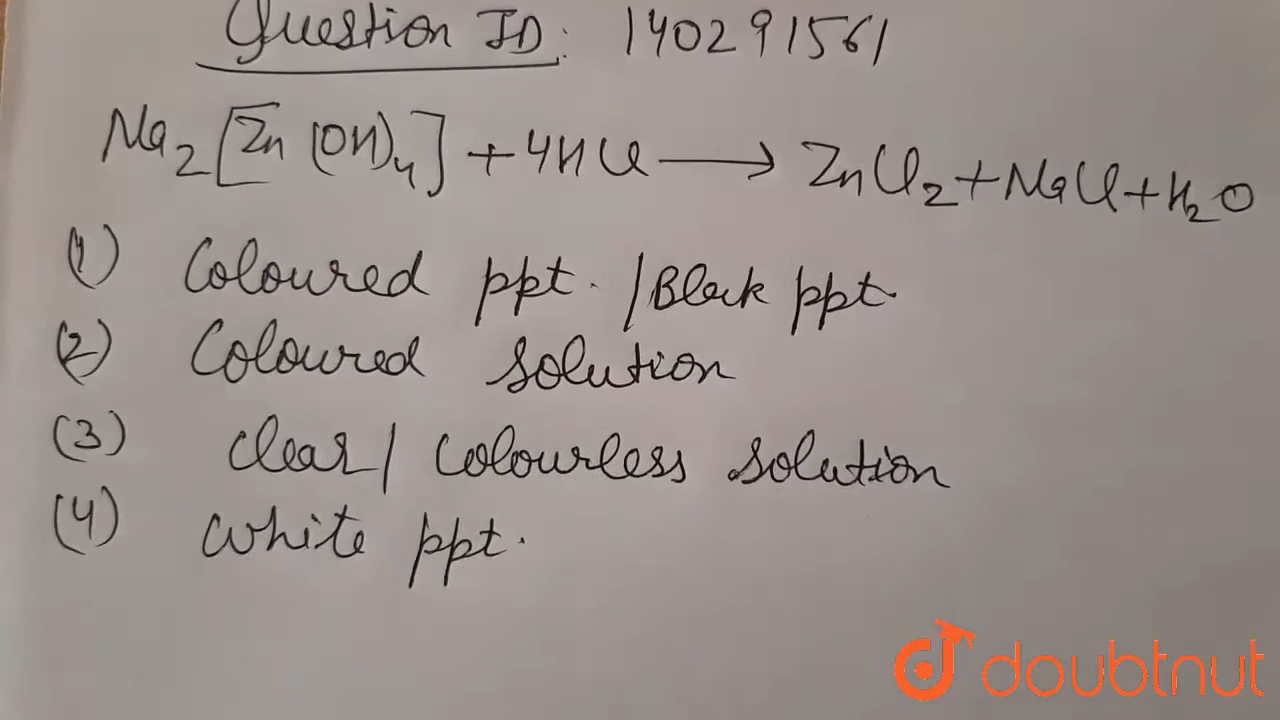 Question ID: 140291561
Na2[Zn(OH)4] + 4HCl → ZnCl2 + NaCl + H2O
(1) Coloured ppt. / Black ppt.
(2) Coloured solution
(3) Clear / Colourless solution
(4) White ppt.
doubtnut